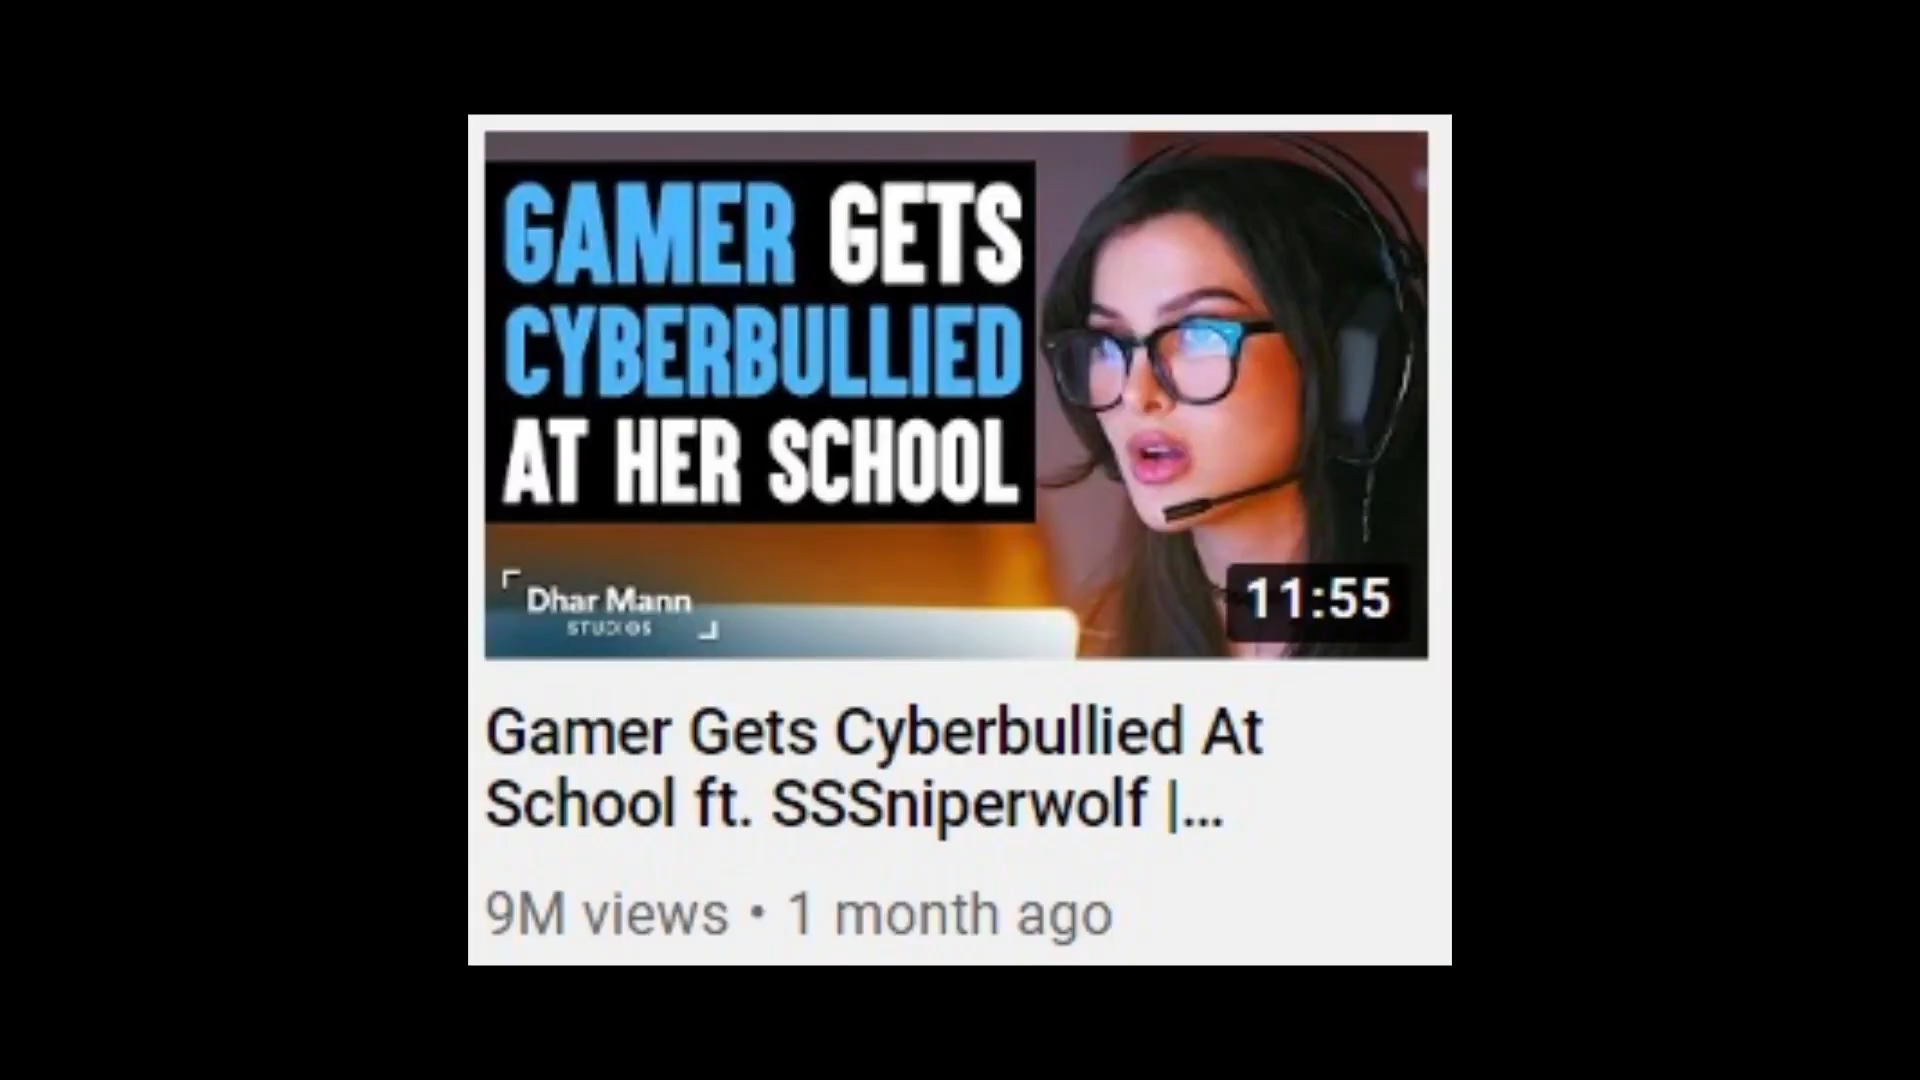 GAMER GETS
CYBERBULLIED
AT HER SCHOOL
Dhar Mann
STUDIOS
11:55
Gamer Gets Cyberbullied At
School ft. SSSniperwolf |...
9M views • 1 month ago